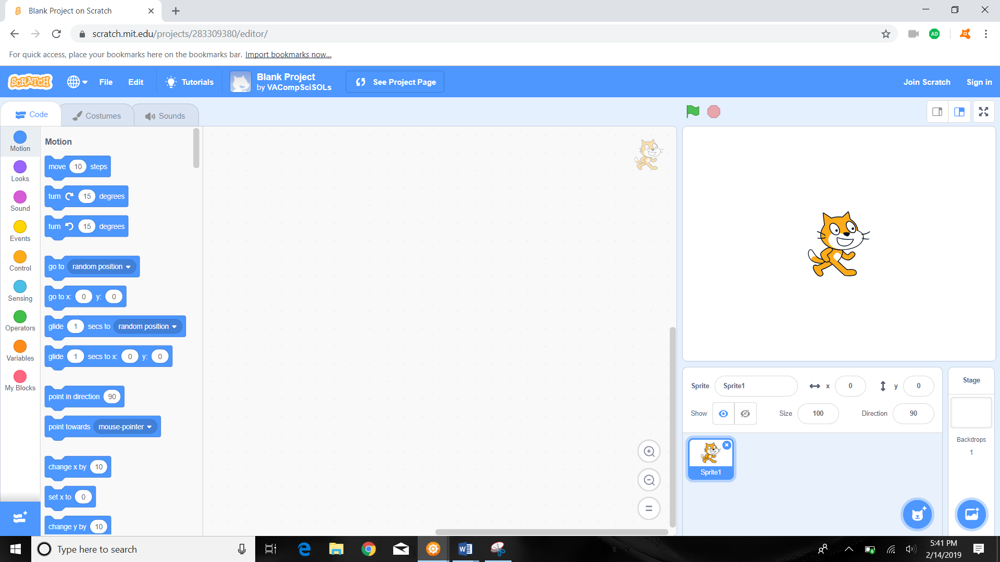 Blank Project on Scratch
scratch.mit.edu/projects/283309380/editor/
AD
For quick access, place your bookmarks here on the bookmarks bar. Import bookmarks now...
SCRATCH
File
Edit
Tutorials
Blank Project
by VACompSciSOLs
See Project Page
Join Scratch
Sign in
Code
Costumes
Sounds
Motion
Looks
Sound
Events
Control
Sensing
Operators
Variables
My Blocks
Motion
move 10 steps
turn 15 degrees
turn 15 degrees
go to random position
go to x: 0 y: 0
glide 1 secs to random position
glide 1 secs to x: 0 y: 0
point in direction 90
point towards mouse-pointer
change x by 10
set x to 0
change y by 10
Sprite Sprite1 x 0 y 0
Show Size 100 Direction 90
Sprite1
Stage
Backdrops
1
Type here to search
5:41 PM
2/14/2019